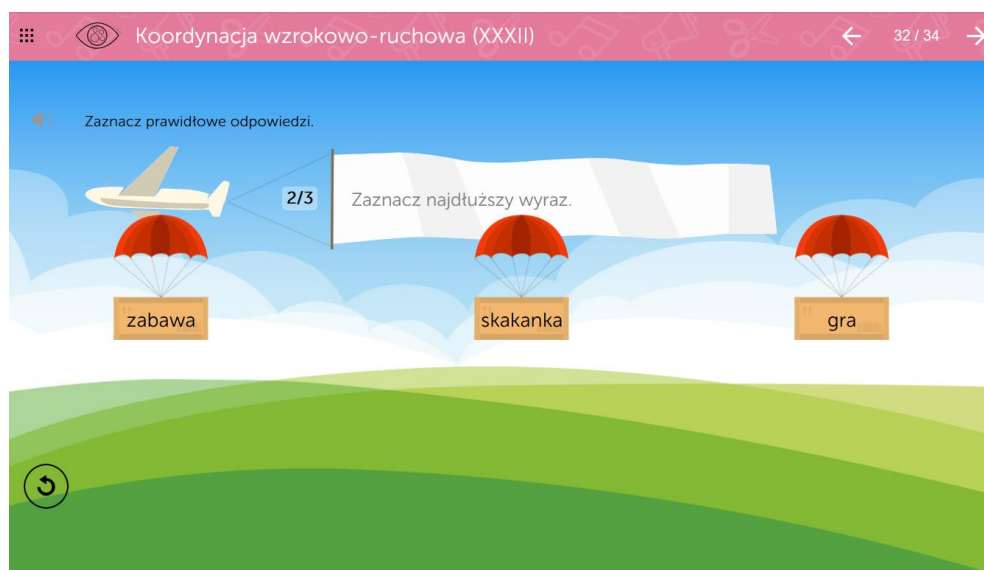 Koordynacja wzrokowo-ruchowa (XXXII)
32 / 34
Zaznacz prawidłowe odpowiedzi.
2/3
Zaznacz najdłuższy wyraz.
zabawa
skakanka
gra